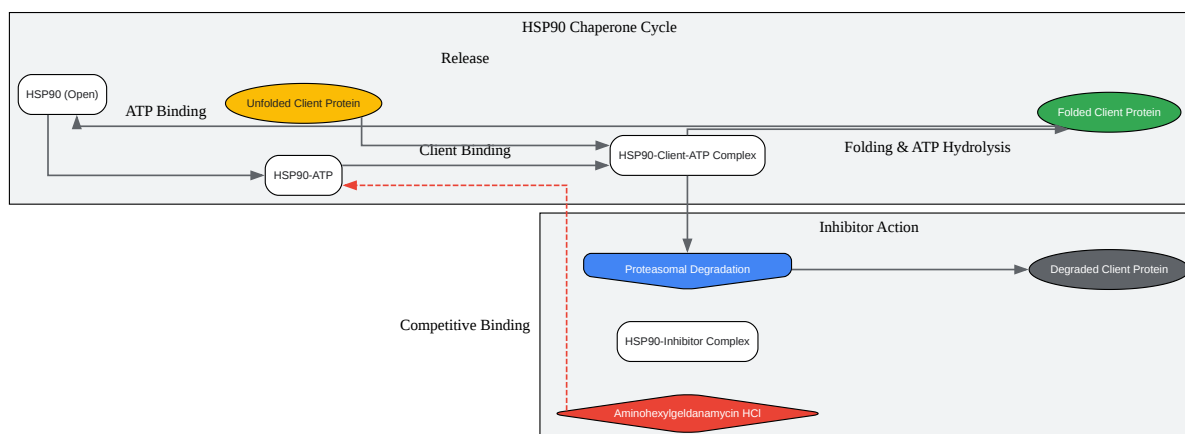 HSP90 Chaperone Cycle
Release
HSP90 (Open)
ATP Binding
Unfolded Client Protein
Folded Client Protein
Client Binding
HSP90-Client-ATP Complex
Folding & ATP Hydrolysis
HSP90-ATP
Inhibitor Action
Proteasomal Degradation
Degraded Client Protein
Competitive Binding
HSP90-Inhibitor Complex
Aminohexylgeldanamycin HCl